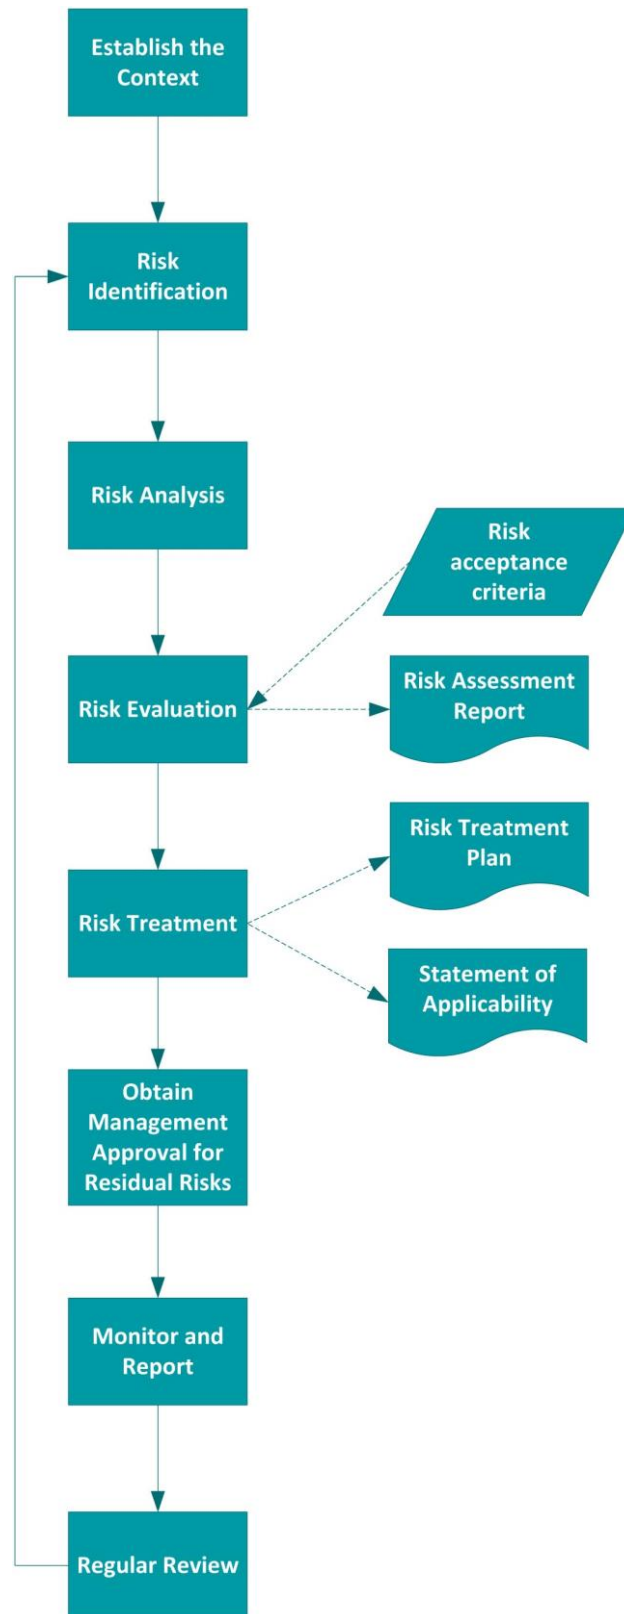 Establish the
Context
Risk
Identification
Risk Analysis
Risk
acceptance
criteria
Risk Evaluation
Risk Assessment
Report
Risk Treatment
Plan
Risk Treatment
Statement of
Applicability
Obtain
Management
Approval for
Residual Risks
Monitor and
Report
Regular Review